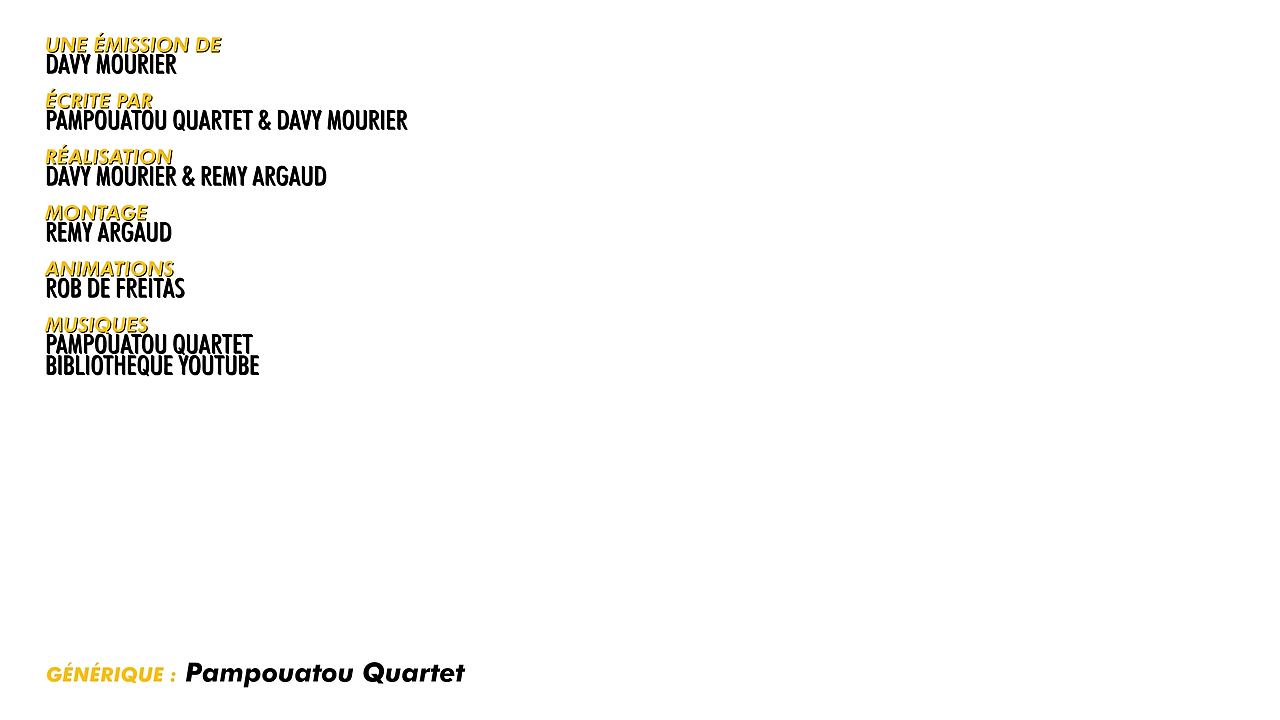 UNE ÉMISSION DE
DAVY MOURIER
ÉCRITE PAR
PAMPOUATOU QUARTET & DAVY MOURIER
RÉALISATION
DAVY MOURIER & REMY ARGAUD
MONTAGE
REMY ARGAUD
ANIMATIONS
ROB DE FREITAS
MUSIQUES
PAMPOUATOU QUARTET
BIBLIOTHÈQUE YOUTUBE
GÉNÉRIQUE : Pampouatou Quartet